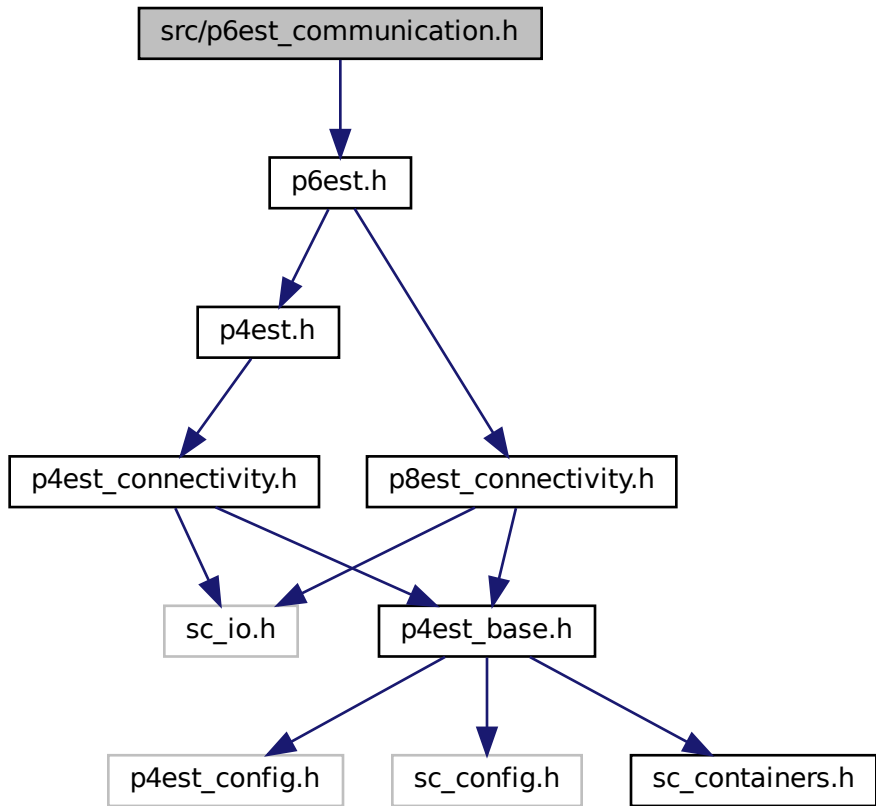 src/p6est_communication.h
p6est.h
p4est.h
p4est_connectivity.h
p8est_connectivity.h
sc_io.h
p4est_base.h
p4est_config.h
sc_config.h
sc_containers.h